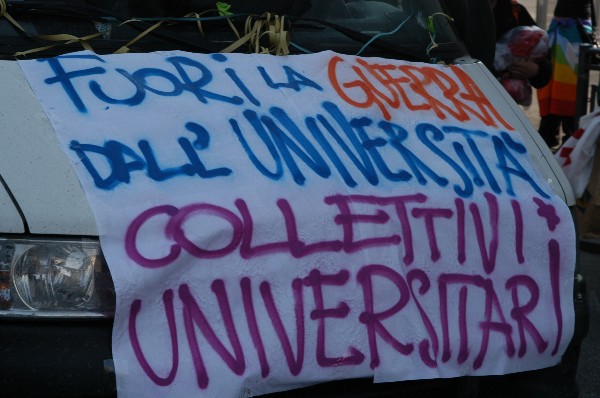 FUORI LA GUERRA
DALL' UNIVERSITÀ
COLLETTIVI
UNIVERSITARI